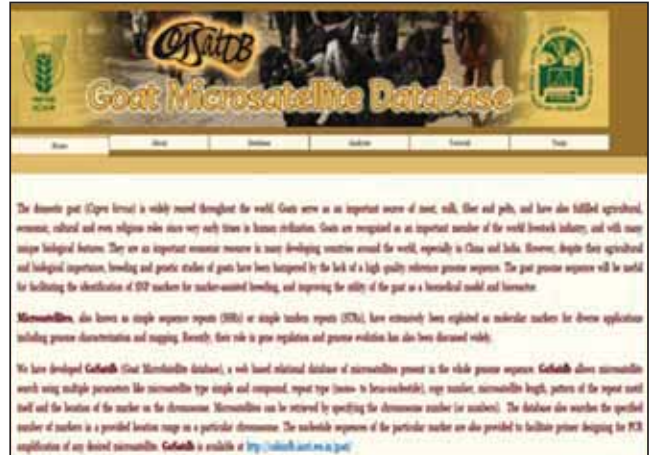 GoSatDB
Goat Microsatellite Database
ICAR
Home About Database Analysis Tutorial Team
The domestic goat (Capra hircus) is widely reared throughout the world. Goats serve as an important source of meat, milk, fiber and pelts, and have also fulfilled agricultural,
economic, cultural and even religious roles since very early times in human civilization. Goats are recognized as an important member of the world livestock industry, and with many
unique biological features. They are an important economic resource in many developing countries around the world, especially in China and India. However, despite their agricultural
and biological importance, breeding and genetic studies of goats have been hampered by the lack of a high quality reference genome sequence. The goat genome sequence will be useful
for facilitating the identification of SNP markers for marker-assisted breeding, and improving the utility of the goat as a biomedical model and bioreactor.
Microsatellites, also known as simple sequence repeats (SSRs) or simple tandem repeats (STRs), have extensively been exploited as molecular markers for diverse applications
including genome characterization and mapping. Recently, their role in gene regulation and genome evolution has also been discussed widely.
We have developed GoSatdb (Goat Microsatellite database), a web based relational database of microsatellites present in the whole genome sequence. GoSatdb allows microsatellite
search using multiple parameters like microsatellite type simple and compound, repeat type (mono- to hexa-nucleotide), copy number, microsatellite length, pattern of the repeat motif
itself and the location of the marker on the chromosome. Microsatellites can be retrieved by specifying the chromosome number (or numbers). The database also searches the specified
number of markers in a provided location range on a particular chromosome. The nucleotide sequences of the particular marker are also provided to facilitate primer designing for PCR
amplification of any desired microsatellite. GoSatdb is available at